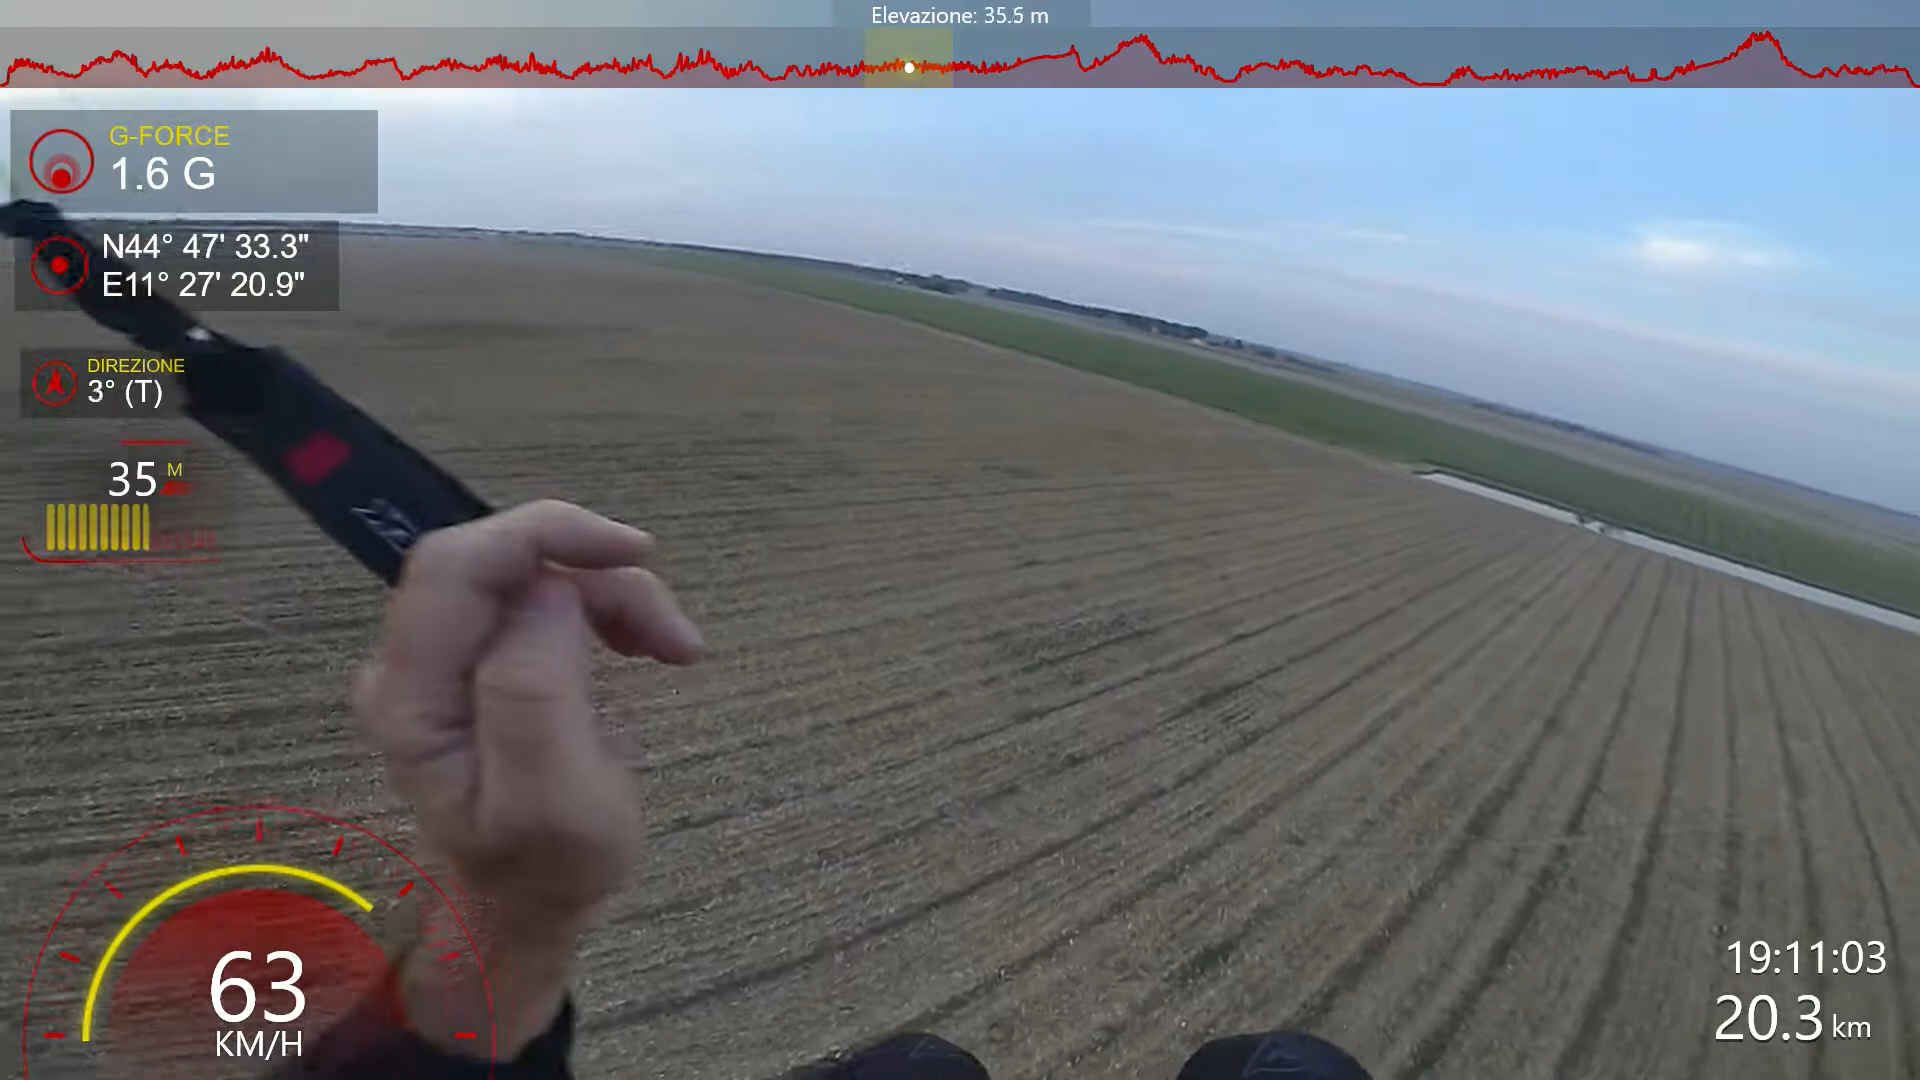 Elevazione: 35.5 m
G-FORCE
1.6 G
N44° 47' 33.3"
E11° 27' 20.9"
DIREZIONE
3° (T)
35 M
63
KM/H
19:11:03
20.3 km